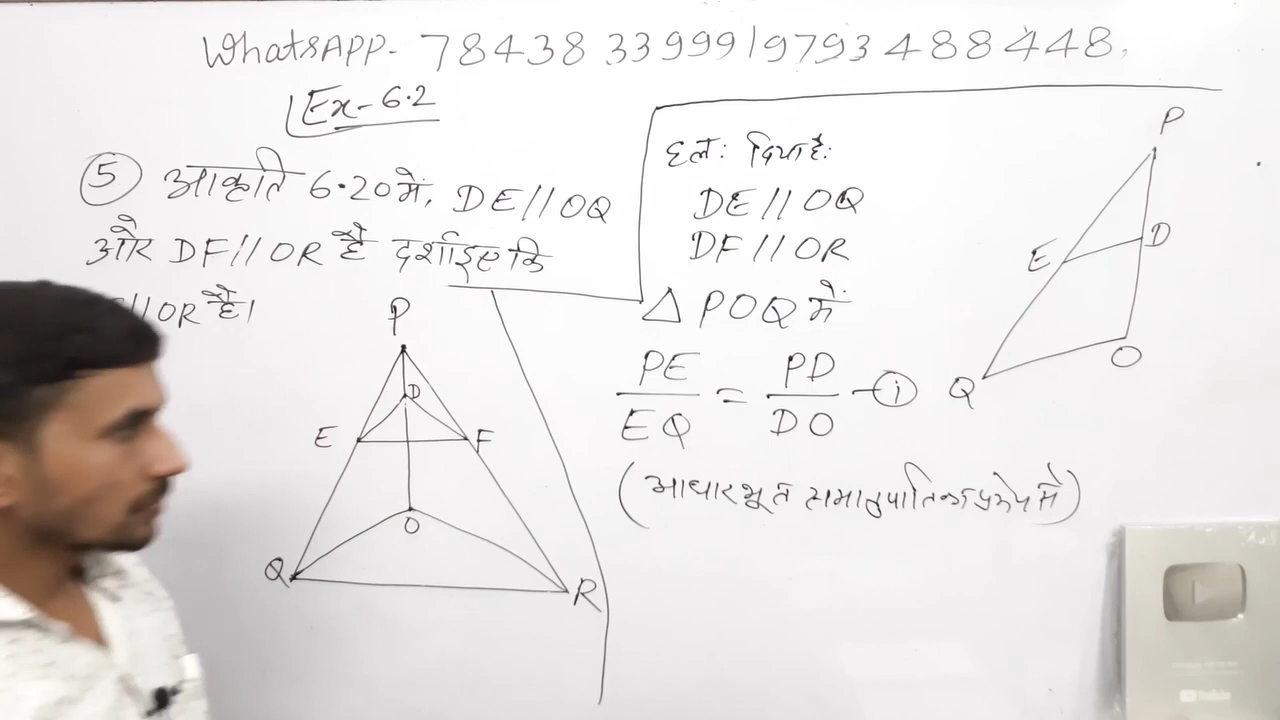 WhatsAPP- 7843833999 | 9793488448,
Ex-6.2
5 आकृति 6.20 में, DE//OQ
और DF//OR है दर्शाइए कि
//OR है।
P
D
E
F
O
Q
R
हल: दिया है:
DE//OQ
DF//OR
△ POQ में
PE/EQ = PD/DO - i
(आधारभूत समानुपातिकता प्रमेय से)
P
D
E
O
Q